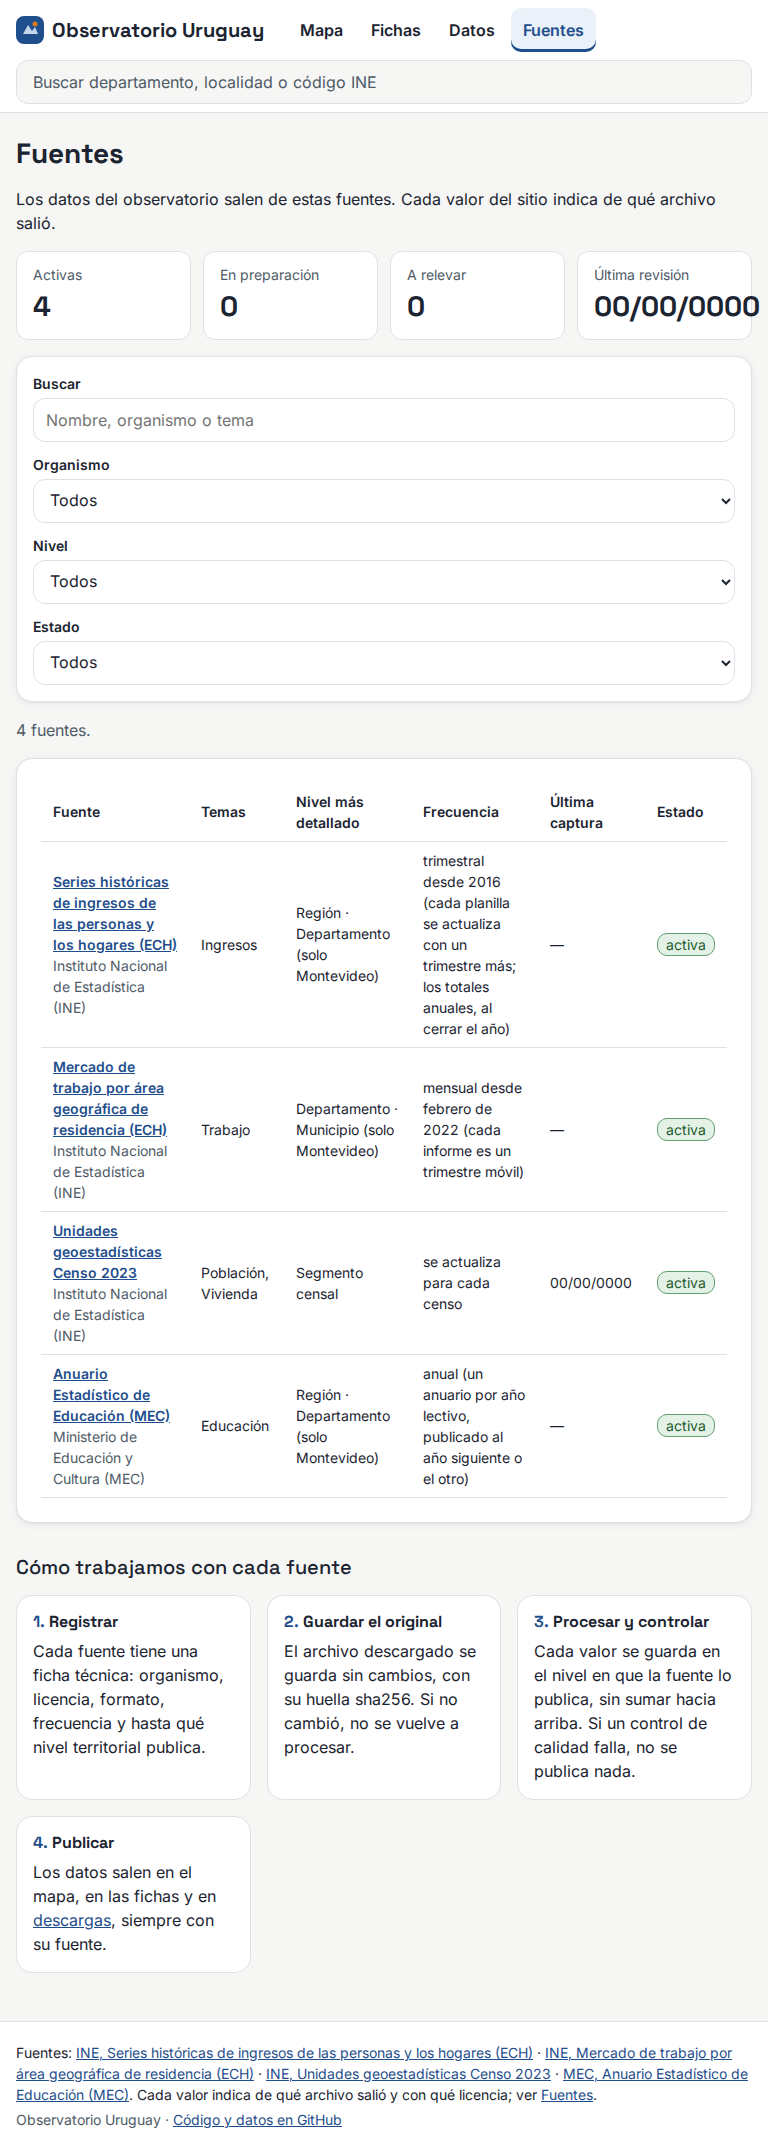 Observatorio Uruguay
Mapa
Fichas
Datos
Fuentes
Buscar departamento, localidad o código INE
Fuentes
Los datos del observatorio salen de estas fuentes. Cada valor del sitio indica de qué archivo
salió.
Activas
4
En preparación
0
A relevar
0
Última revisión
00/00/0000
Buscar
Nombre, organismo o tema
Organismo
Todos
Nivel
Todos
Estado
Todos
4 fuentes.
Fuente
Temas
Nivel más
detallado
Frecuencia
Última
captura
Estado
Series históricas
de ingresos de
las personas y
los hogares (ECH)
Instituto Nacional
de Estadística
(INE)
Ingresos
Región ·
Departamento
(solo
Montevideo)
trimestral
desde 2016
(cada planilla
se actualiza
con un
trimestre más;
los totales
anuales, al
cerrar el año)
—
activa
Mercado de
trabajo por área
geográfica de
residencia (ECH)
Instituto Nacional
de Estadística
(INE)
Trabajo
Departamento ·
Municipio (solo
Montevideo)
mensual desde
febrero de
2022 (cada
informe es un
trimestre móvil)
—
activa
Unidades
geoestadísticas
Censo 2023
Instituto Nacional
de Estadística
(INE)
Población,
Vivienda
Segmento
censal
se actualiza
para cada
censo
00/00/0000
activa
Anuario
Estadístico de
Educación (MEC)
Ministerio de
Educación y
Cultura (MEC)
Educación
Región ·
Departamento
(solo
Montevideo)
anual (un
anuario por año
lectivo,
publicado al
año siguiente o
el otro)
—
activa
Cómo trabajamos con cada fuente
1. Registrar
Cada fuente tiene una
ficha técnica: organismo,
licencia, formato,
frecuencia y hasta qué
nivel territorial publica.
2. Guardar el original
El archivo descargado se
guarda sin cambios, con
su huella sha256. Si no
cambió, no se vuelve a
procesar.
3. Procesar y controlar
Cada valor se guarda en
el nivel en que la fuente lo
publica, sin sumar hacia
arriba. Si un control de
calidad falla, no se
publica nada.
4. Publicar
Los datos salen en el
mapa, en las fichas y en
descargas, siempre con
su fuente.
Fuentes: INE, Series históricas de ingresos de las personas y los hogares (ECH) · INE, Mercado de trabajo por
área geográfica de residencia (ECH) · INE, Unidades geoestadísticas Censo 2023 · MEC, Anuario Estadístico de
Educación (MEC). Cada valor indica de qué archivo salió y con qué licencia; ver Fuentes.
Observatorio Uruguay · Código y datos en GitHub